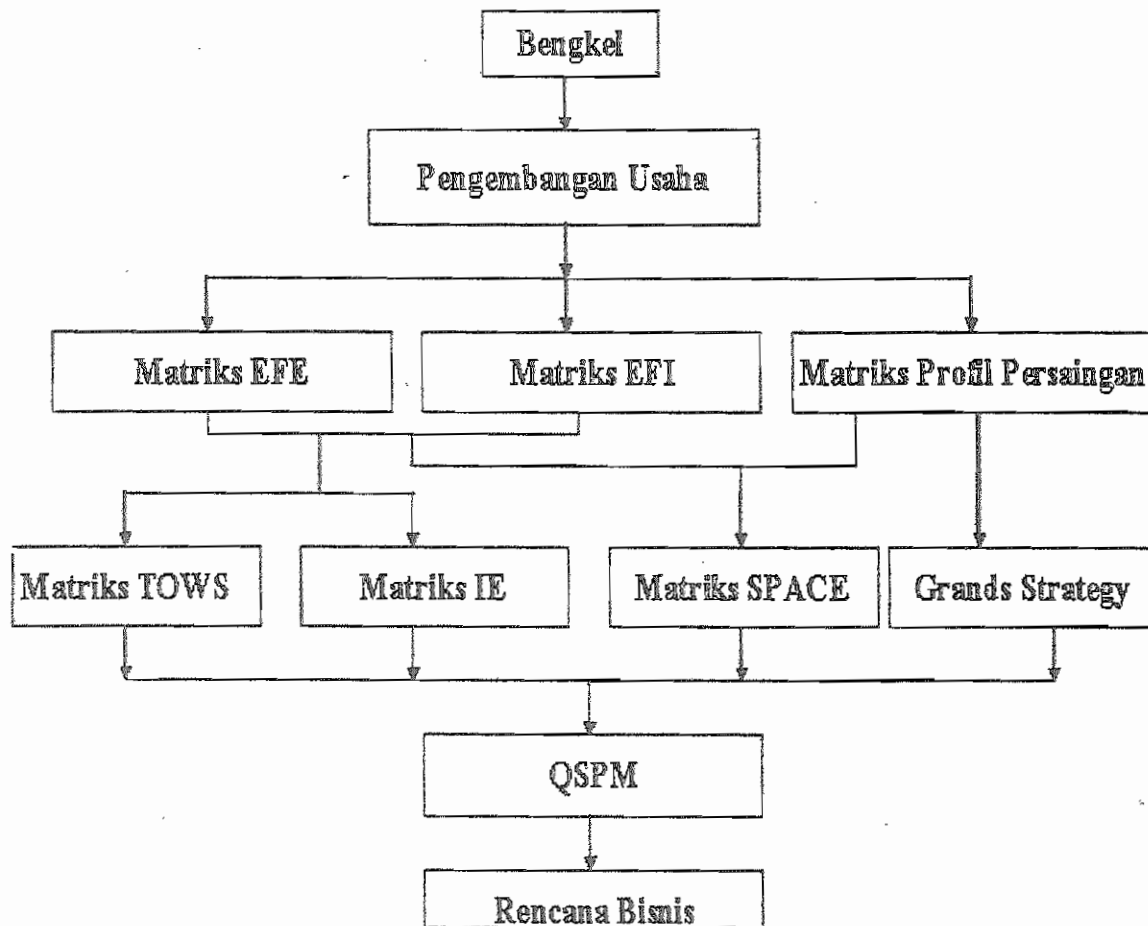 Bengkel
Pengembangan Usaha
Matriks EFE
Matriks EFI
Matriks Profil Persaingan
Matriks TOWS
Matriks IE
Matriks SPACE
Grands Strategy
QSPM
Rencana Bisnis